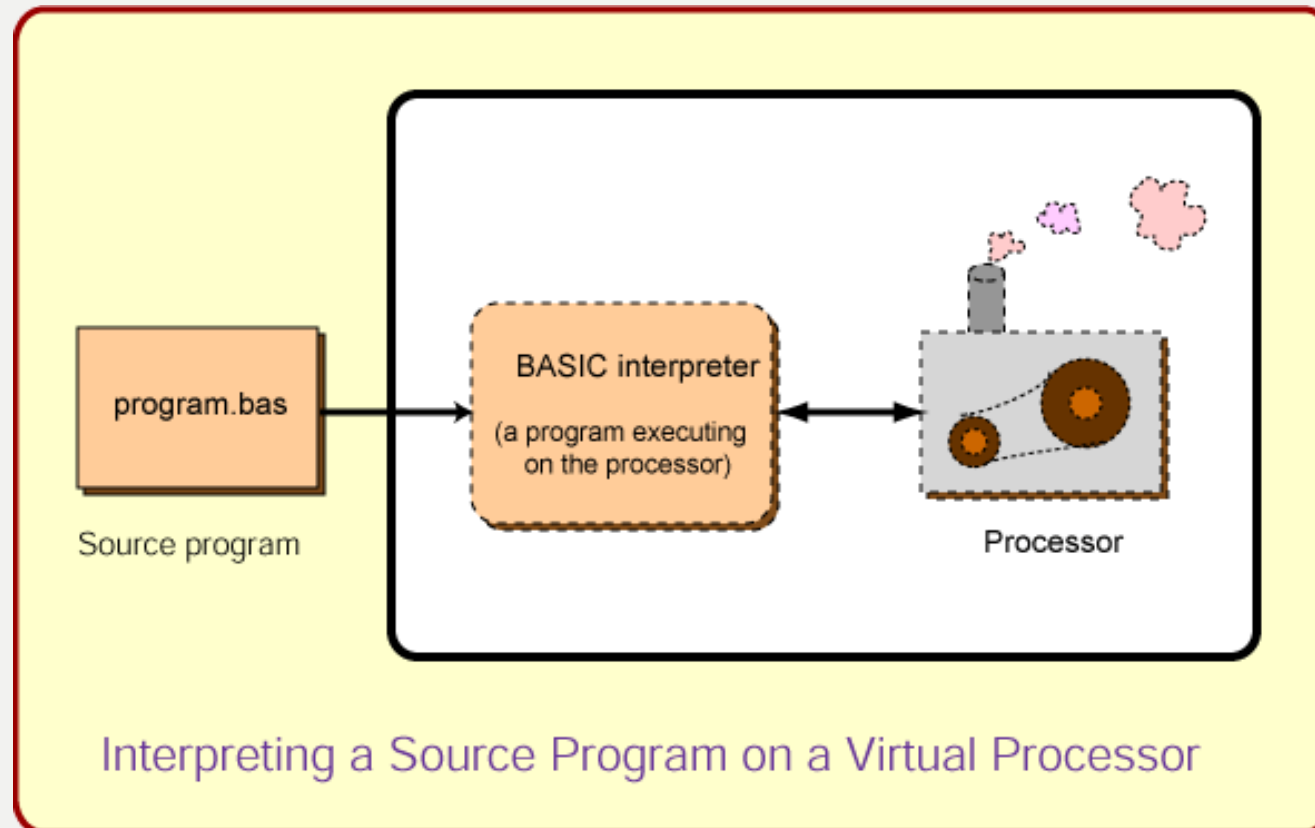 program.bas
Source program
BASIC interpreter
(a program executing
on the processor)
Processor
Interpreting a Source Program on a Virtual Processor